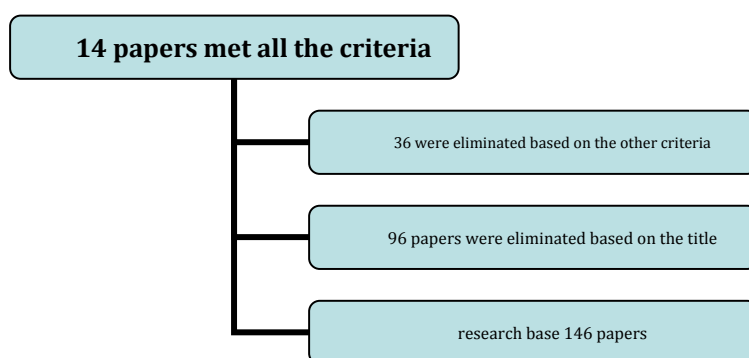 14 papers met all the criteria
36 were eliminated based on the other criteria
96 papers were eliminated based on the title
research base 146 papers